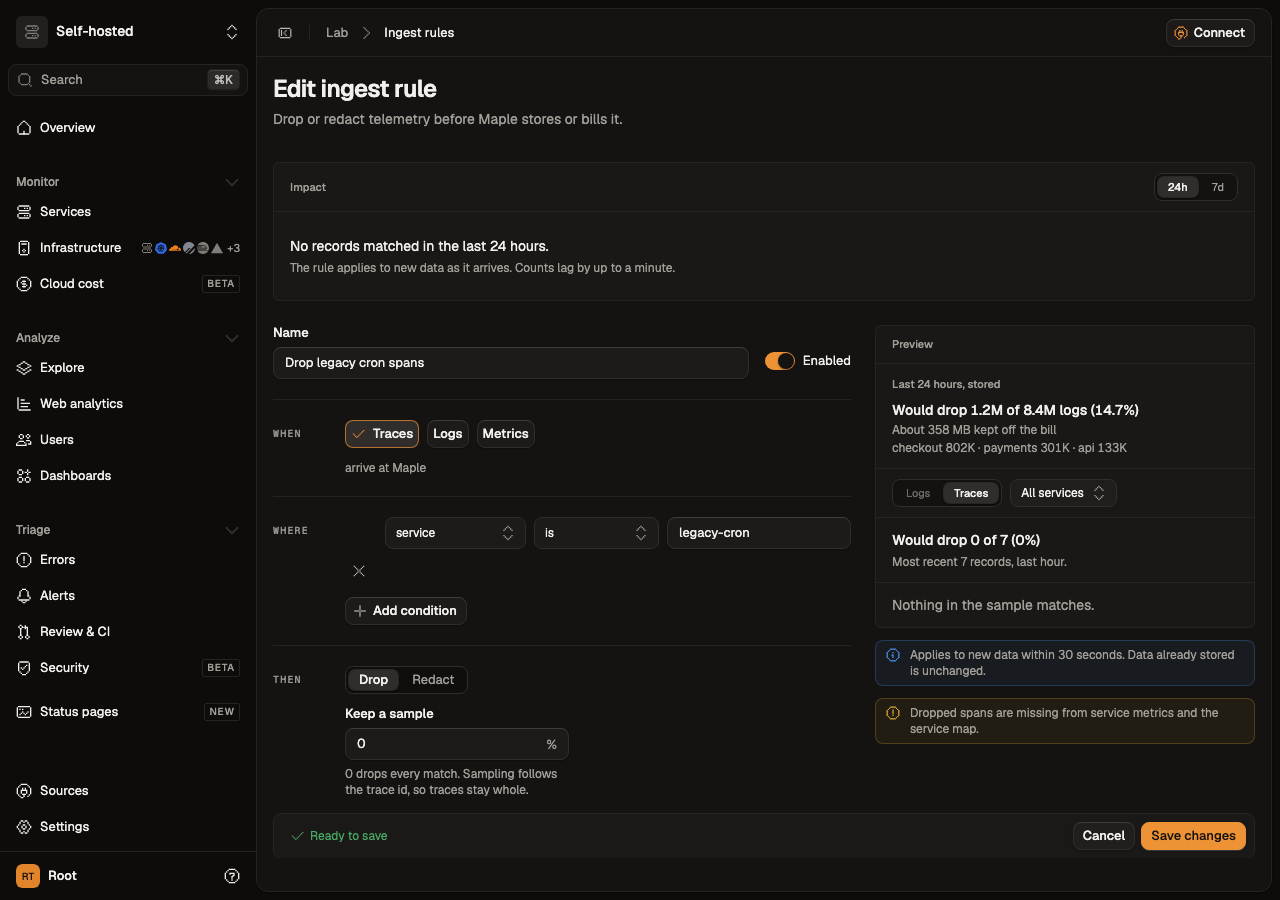 Self-hosted
Search ⌘K
Overview
Monitor
Services
Infrastructure +3
Cloud cost BETA
Analyze
Explore
Web analytics
Users
Dashboards
Triage
Errors
Alerts
Review & CI
Security BETA
Status pages NEW
Sources
Settings
RT Root
Lab Ingest rules
Connect
Edit ingest rule
Drop or redact telemetry before Maple stores or bills it.
Impact
24h 7d
No records matched in the last 24 hours.
The rule applies to new data as it arrives. Counts lag by up to a minute.
Name
Drop legacy cron spans
Enabled
WHEN
Traces Logs Metrics
arrive at Maple
WHERE
service is legacy-cron
Add condition
THEN
Drop Redact
Keep a sample
0 %
0 drops every match. Sampling follows
the trace id, so traces stay whole.
Preview
Last 24 hours, stored
Would drop 1.2M of 8.4M logs (14.7%)
About 358 MB kept off the bill
checkout 802K · payments 301K · api 133K
Logs Traces All services
Would drop 0 of 7 (0%)
Most recent 7 records, last hour.
Nothing in the sample matches.
Applies to new data within 30 seconds. Data already stored
is unchanged.
Dropped spans are missing from service metrics and the
service map.
Ready to save
Cancel Save changes